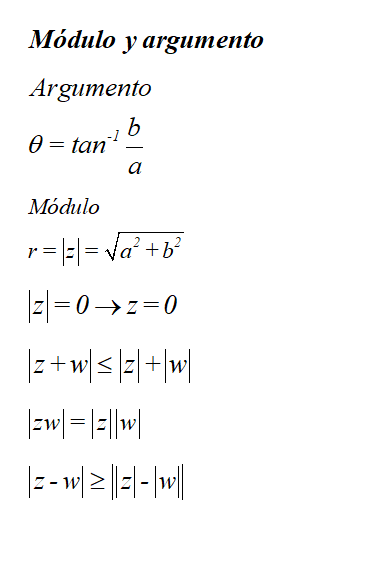 Módulo y argumento
Argumento
θ = tan⁻¹ b/a
Módulo
r = |z| = √(a² + b²)
|z| = 0 → z = 0
|z + w| ≤ |z| + |w|
|zw| = |z||w|
|z - w| ≥ ||z| - |w||